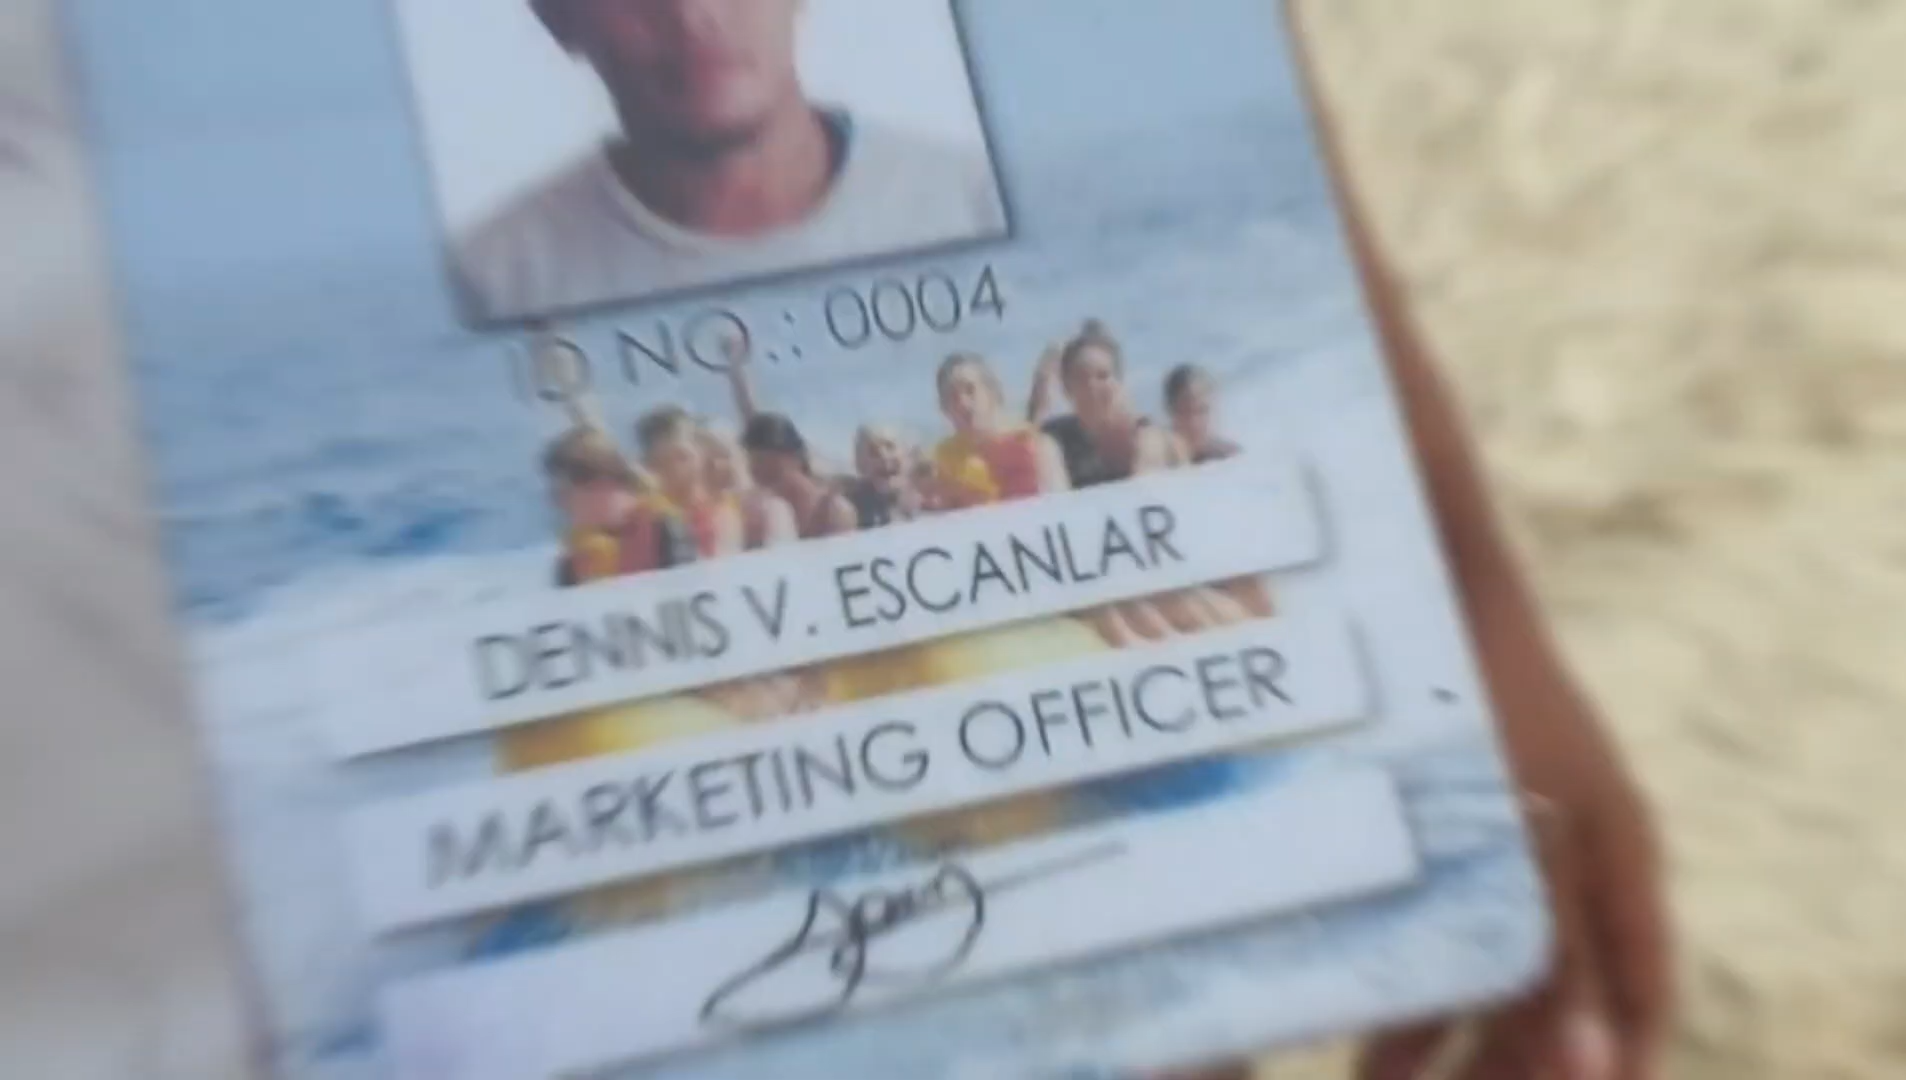 ID NO.: 0004
DENNIS V. ESCANLAR
MARKETING OFFICER